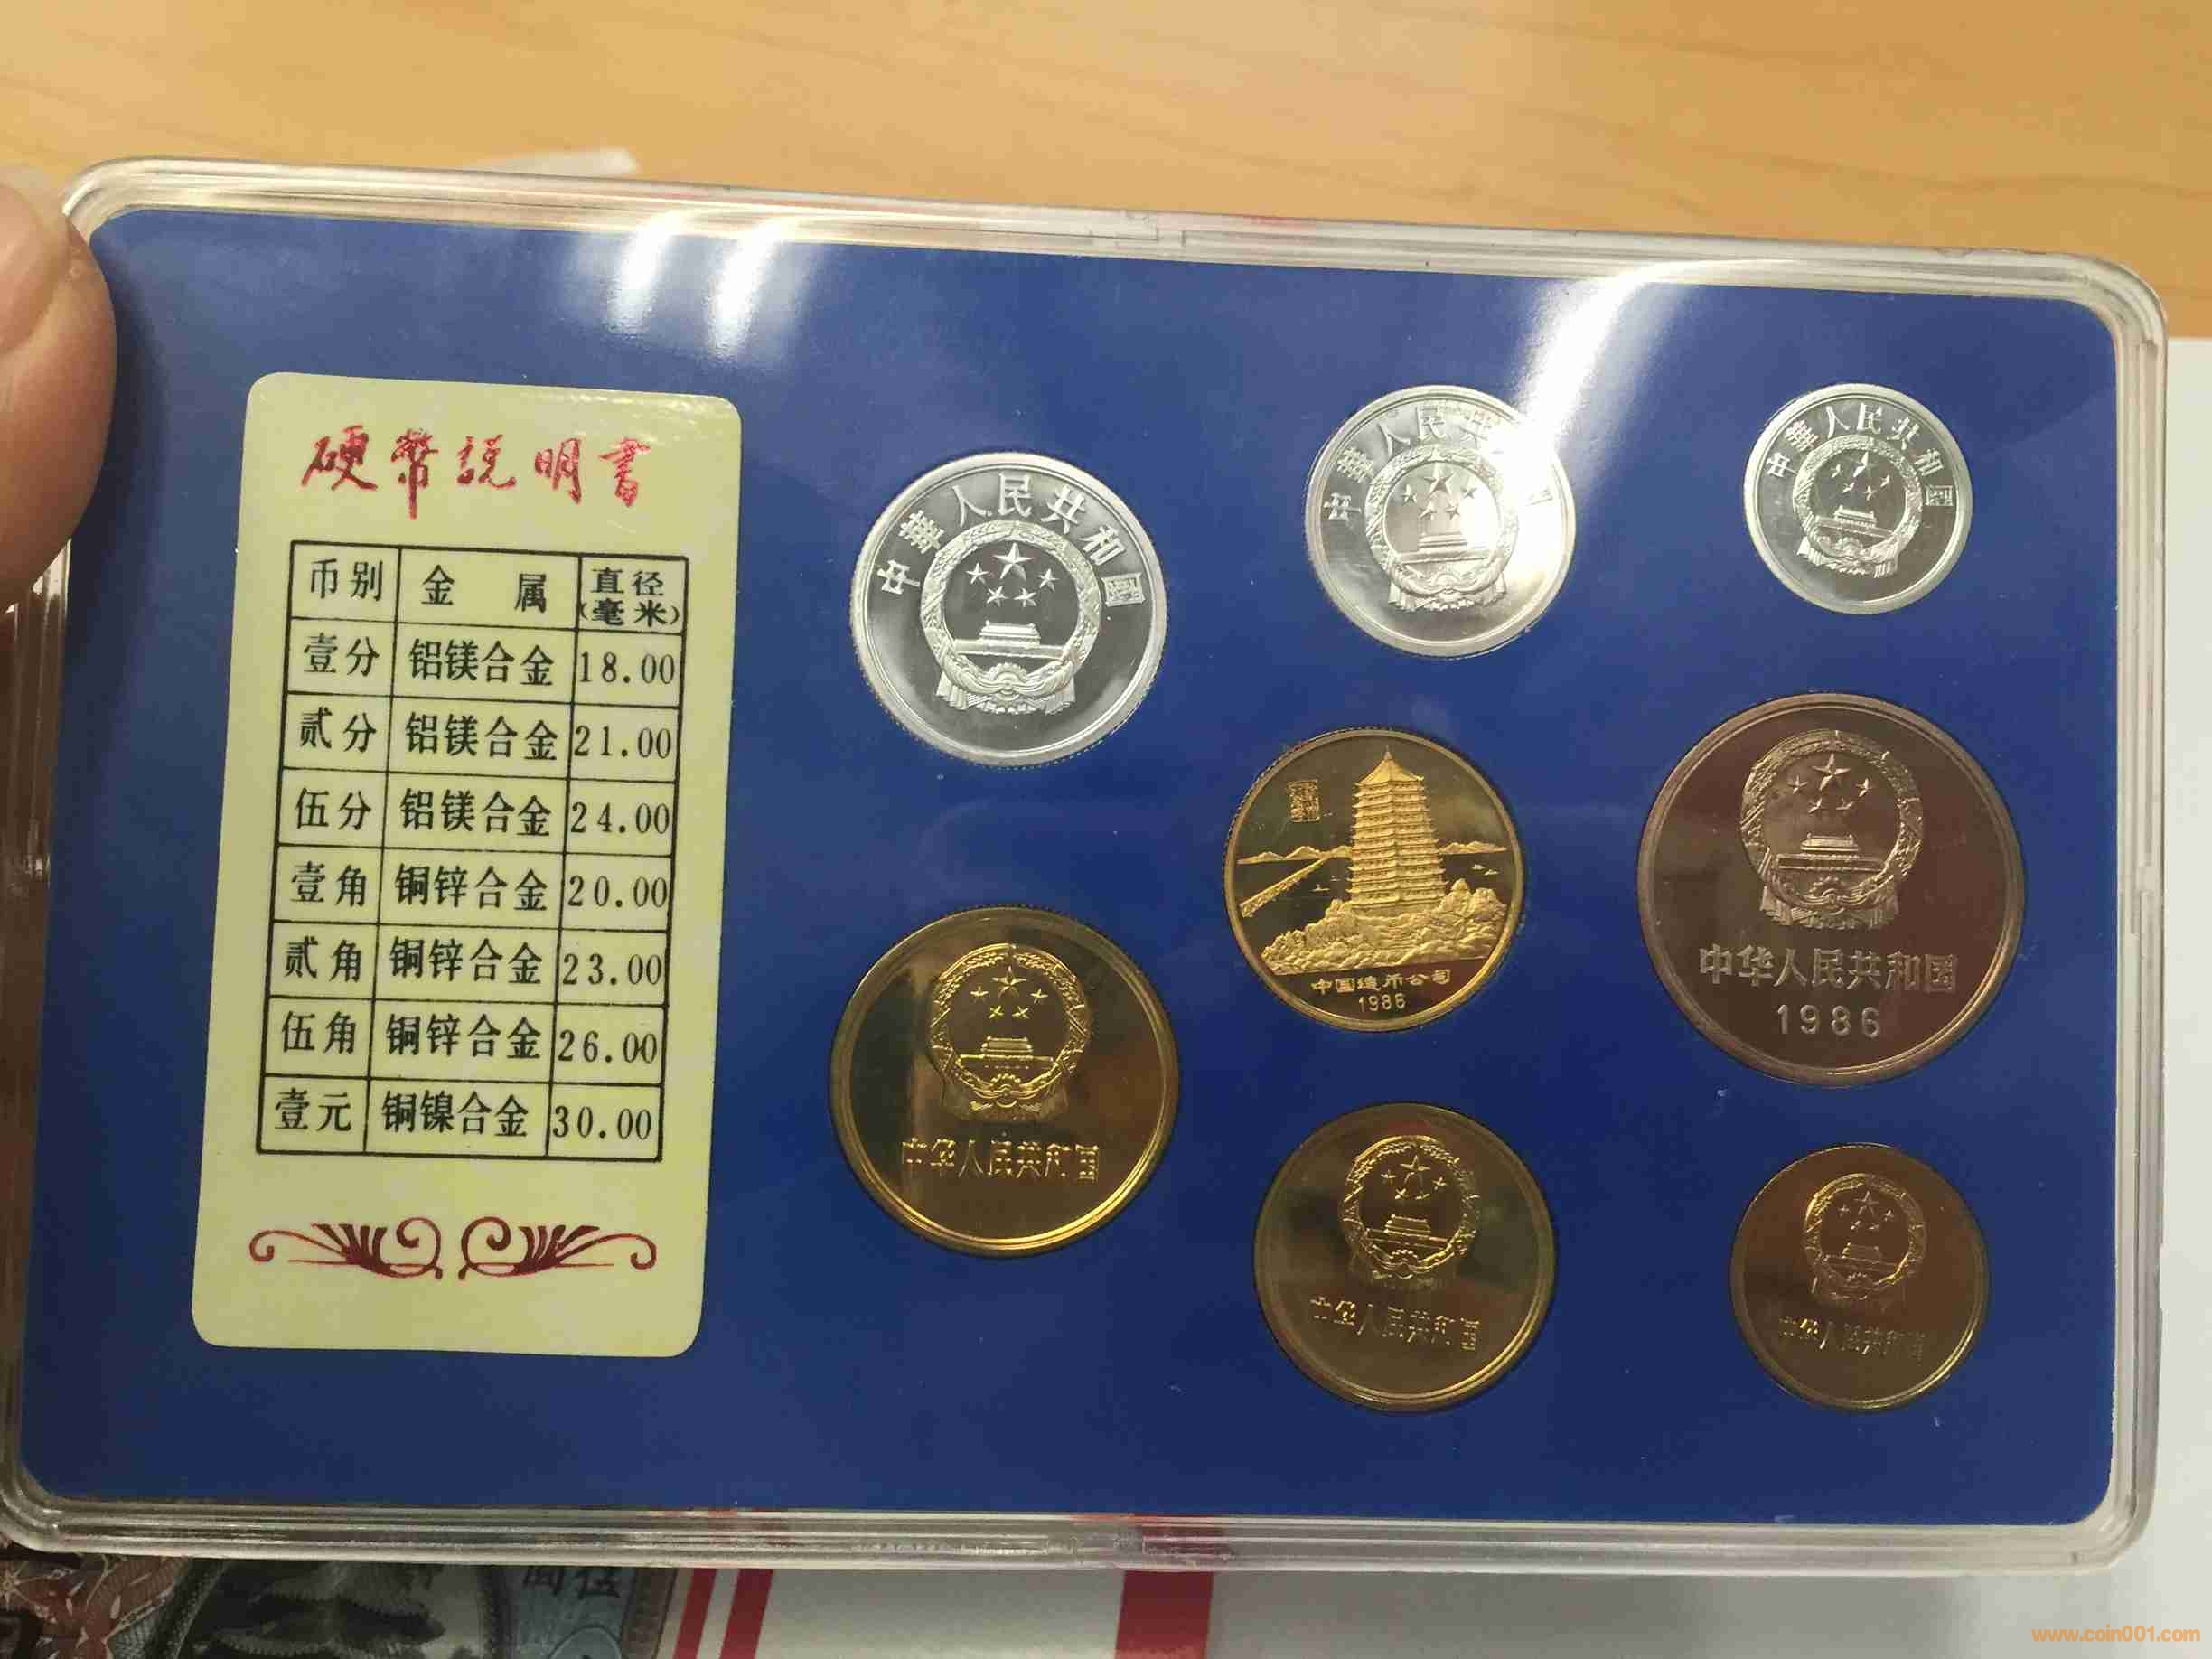 硬幣説明書
币别 金属 直径(毫米)
壹分 铝镁合金 18.00
贰分 铝镁合金 21.00
伍分 铝镁合金 24.00
壹角 铜锌合金 20.00
贰角 铜锌合金 23.00
伍角 铜锌合金 26.00
壹元 铜镍合金 30.00
中華人民共和國
中華人民共
中華人民共和國
中国造币公司
1986
中华人民共和国
1986
中华人民共和国
中华人民共和国
中华人民共和国
面值
www.coin001.com